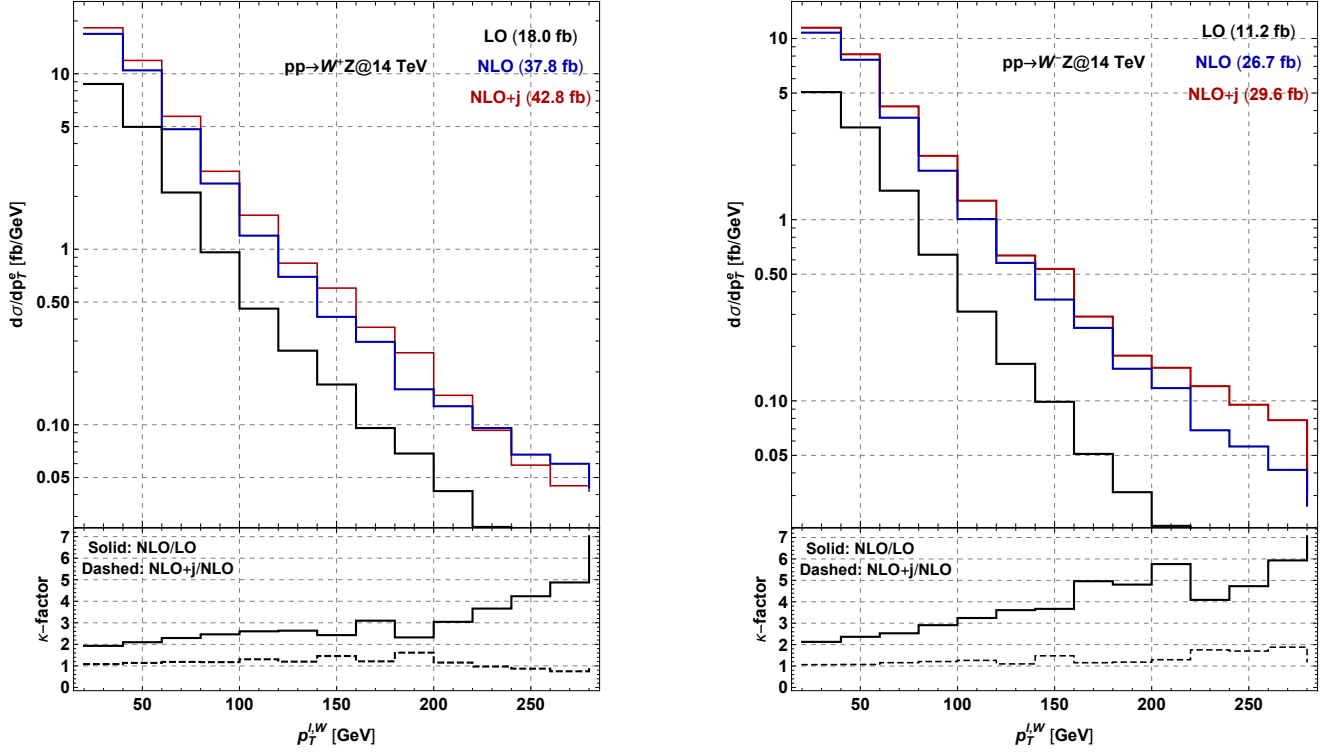 LO (18.0 fb)
pp→W⁺Z@14 TeV
NLO (37.8 fb)
NLO+j (42.8 fb)
10
5
1
0.50
0.10
0.05
dσ/dp_T^e [fb/GeV]
Solid: NLO/LO
Dashed: NLO+j/NLO
7
6
5
4
3
2
1
0
κ-factor
50 100 150 200 250
p_T^{l,W} [GeV]
LO (11.2 fb)
pp→W⁻Z@14 TeV
NLO (26.7 fb)
NLO+j (29.6 fb)
10
5
1
0.50
0.10
0.05
dσ/dp_T^e [fb/GeV]
Solid: NLO/LO
Dashed: NLO+j/NLO
7
6
5
4
3
2
1
0
κ-factor
50 100 150 200 250
p_T^{l,W} [GeV]